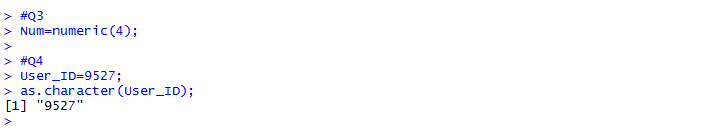 > #Q3
> Num=numeric(4);
>
> #Q4
> User_ID=9527;
> as.character(User_ID);
[1] "9527"
>